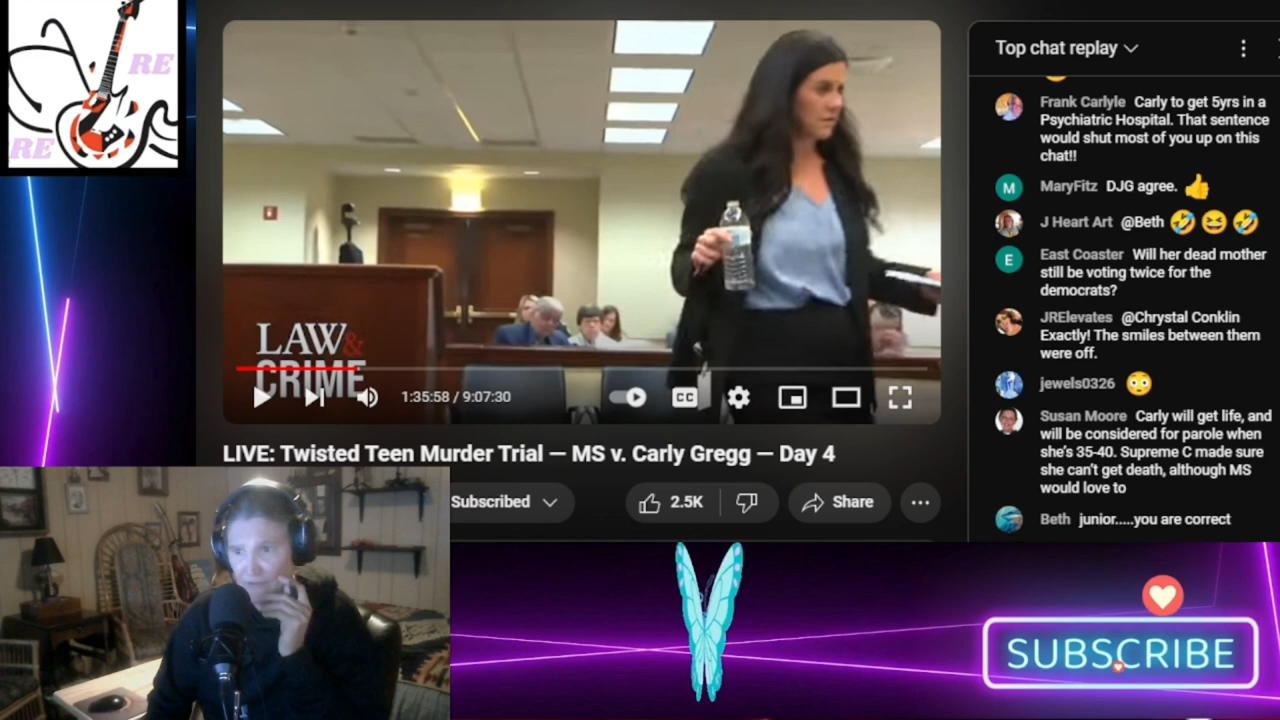 RE
RE
LAW&
CRIME
1:35:58 / 9:07:30
CC
LIVE: Twisted Teen Murder Trial — MS v. Carly Gregg — Day 4
Subscribed
2.5K
Share
Top chat replay
Frank Carlyle Carly to get 5yrs in a
Psychiatric Hospital. That sentence
would shut most of you up on this
chat!!
M
MaryFitz DJG agree. 👍
J Heart Art @Beth 🤣😆🤣
E
East Coaster Will her dead mother
still be voting twice for the
democrats?
JRElevates @Chrystal Conklin
Exactly! The smiles between them
were off.
jewels0326 😳
Susan Moore Carly will get life, and
will be considered for parole when
she's 35-40. Supreme C made sure
she can't get death, although MS
would love to
Beth junior.....you are correct
SUBSCRIBE